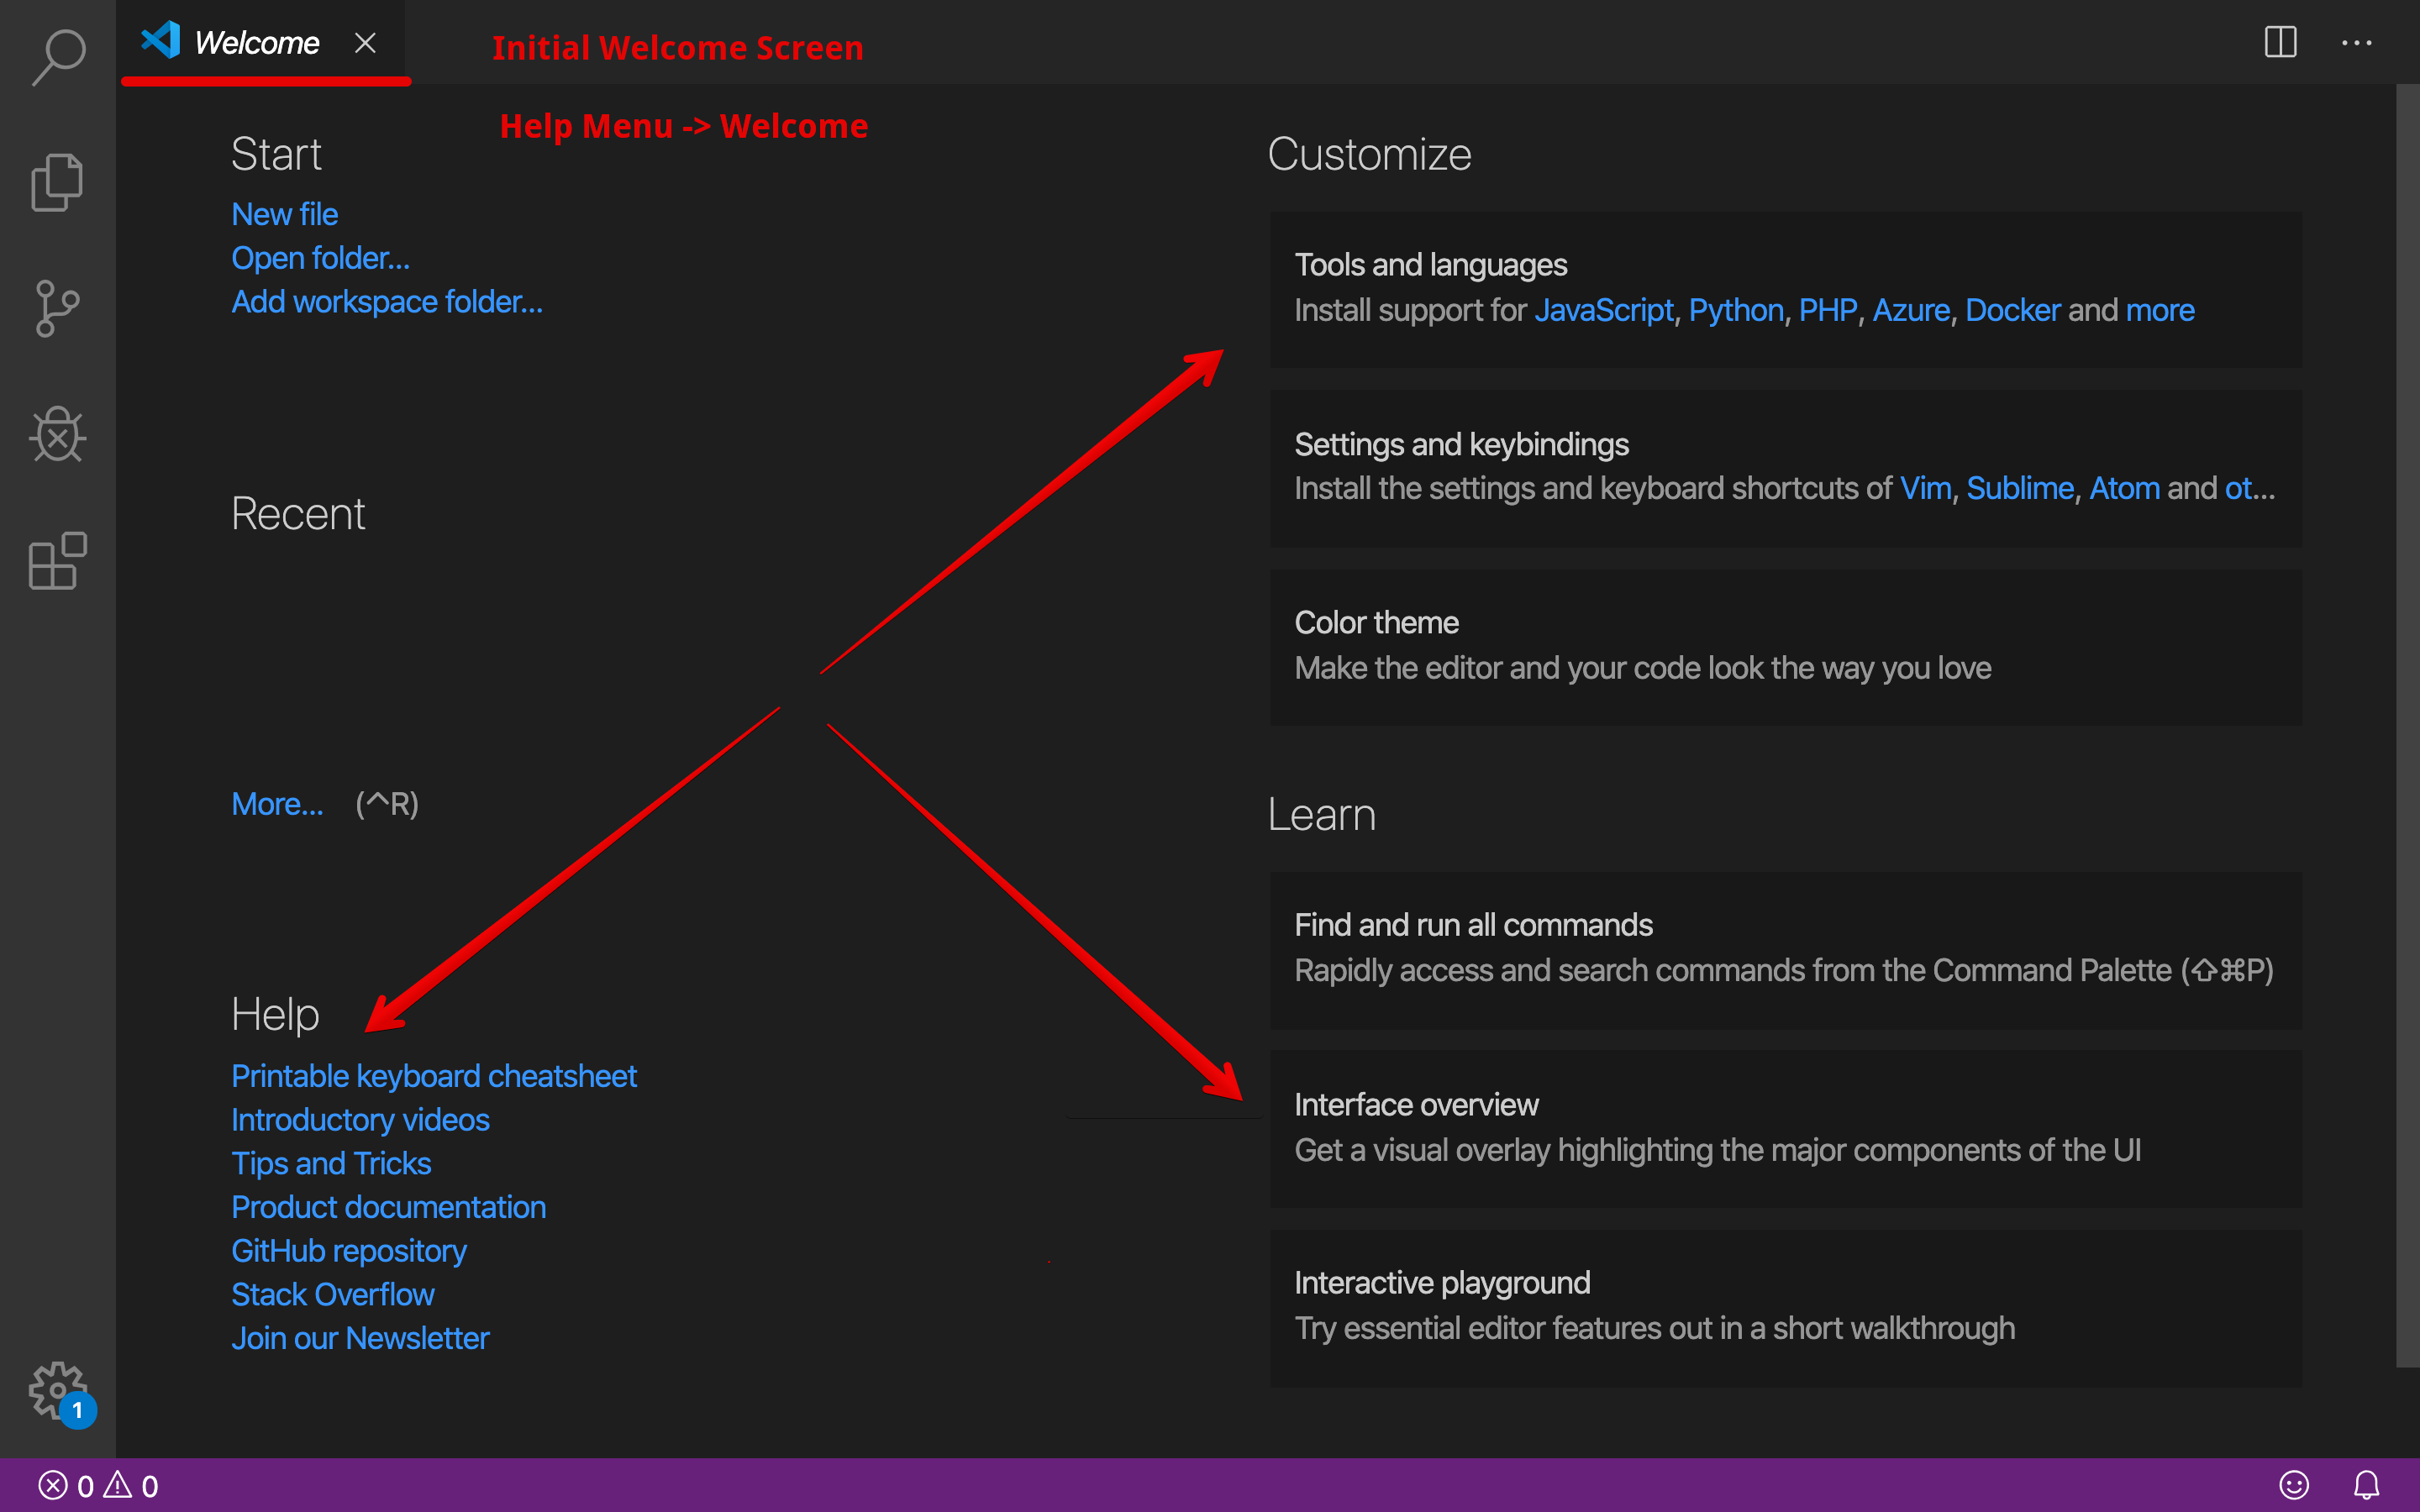 Welcome
Initial Welcome Screen
Help Menu -> Welcome
Start
New file
Open folder...
Add workspace folder...
Recent
More... (^R)
Help
Printable keyboard cheatsheet
Introductory videos
Tips and Tricks
Product documentation
GitHub repository
Stack Overflow
Join our Newsletter
Customize
Tools and languages
Install support for JavaScript, Python, PHP, Azure, Docker and more
Settings and keybindings
Install the settings and keyboard shortcuts of Vim, Sublime, Atom and ot...
Color theme
Make the editor and your code look the way you love
Learn
Find and run all commands
Rapidly access and search commands from the Command Palette (⇧⌘P)
Interface overview
Get a visual overlay highlighting the major components of the UI
Interactive playground
Try essential editor features out in a short walkthrough
1
0 0